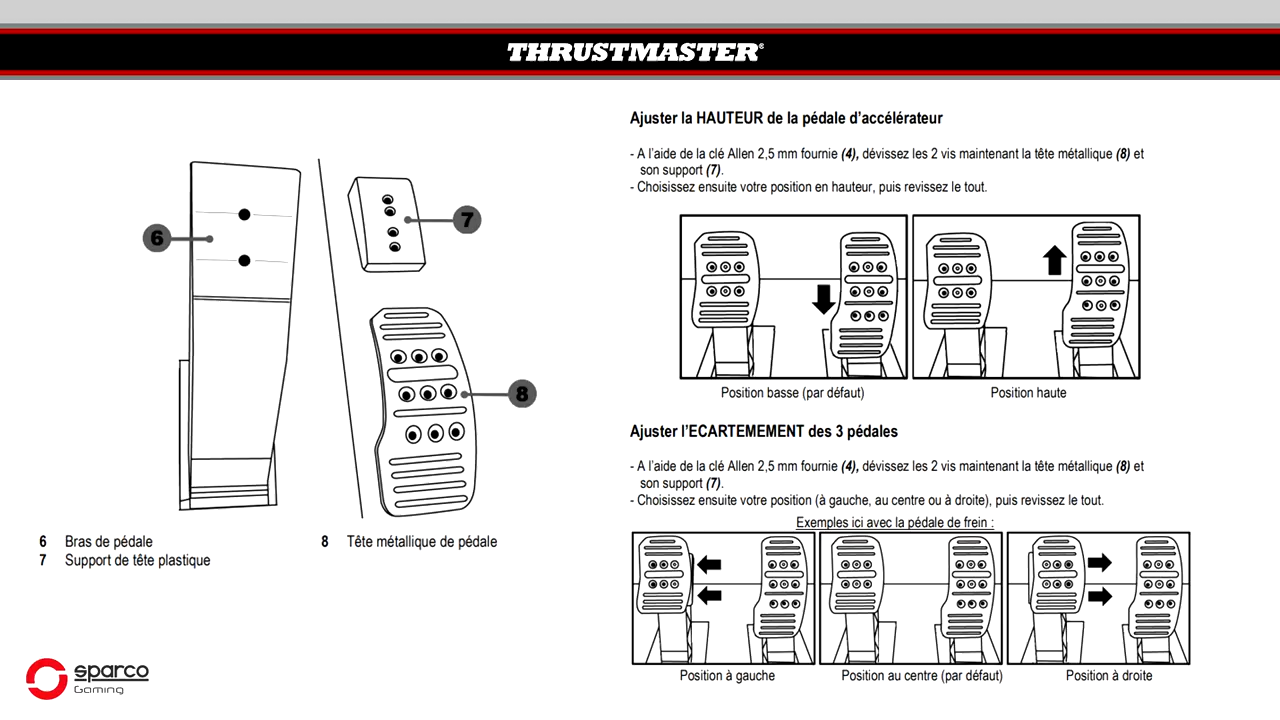 THRUSTMASTER®
6
7
8
6 Bras de pédale
7 Support de tête plastique
8 Tête métallique de pédale
sparco
Gaming
Ajuster la HAUTEUR de la pédale d’accélérateur
- A l’aide de la clé Allen 2,5 mm fournie (4), dévissez les 2 vis maintenant la tête métallique (8) et
son support (7).
- Choisissez ensuite votre position en hauteur, puis revissez le tout.
Position basse (par défaut)
Position haute
Ajuster l’ECARTEMEMENT des 3 pédales
- A l’aide de la clé Allen 2,5 mm fournie (4), dévissez les 2 vis maintenant la tête métallique (8) et
son support (7).
- Choisissez ensuite votre position (à gauche, au centre ou à droite), puis revissez le tout.
Exemples ici avec la pédale de frein :
Position à gauche
Position au centre (par défaut)
Position à droite